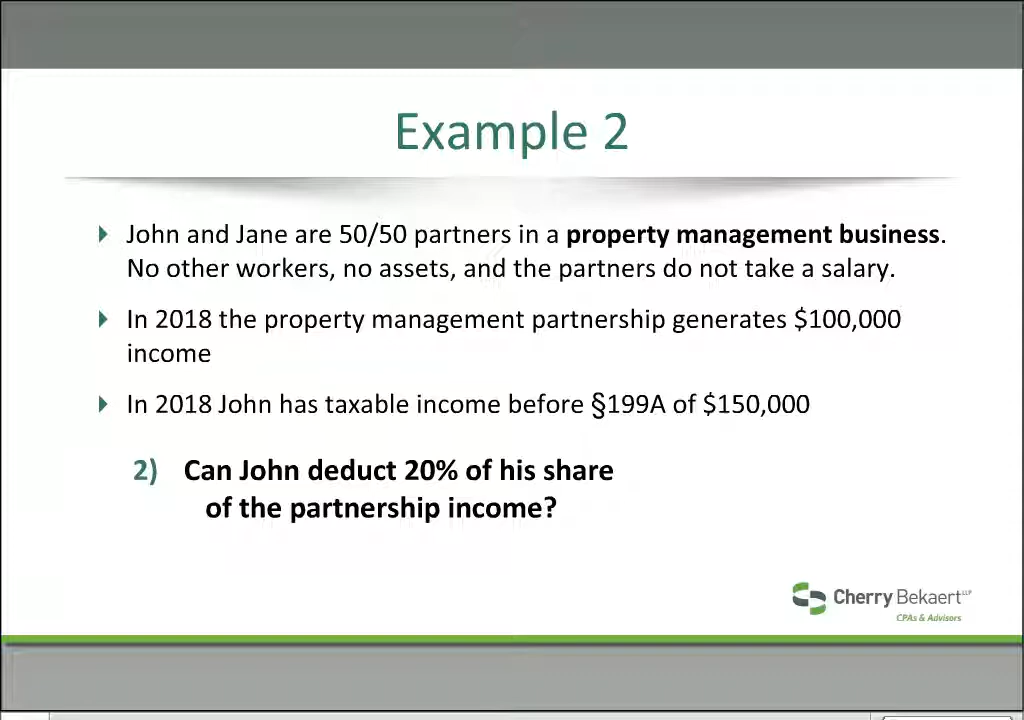 Example 2
John and Jane are 50/50 partners in a property management business.
No other workers, no assets, and the partners do not take a salary.
In 2018 the property management partnership generates $100,000
income
In 2018 John has taxable income before §199A of $150,000
2) Can John deduct 20% of his share
of the partnership income?
Cherry Bekaert LLP
CPAs & Advisors